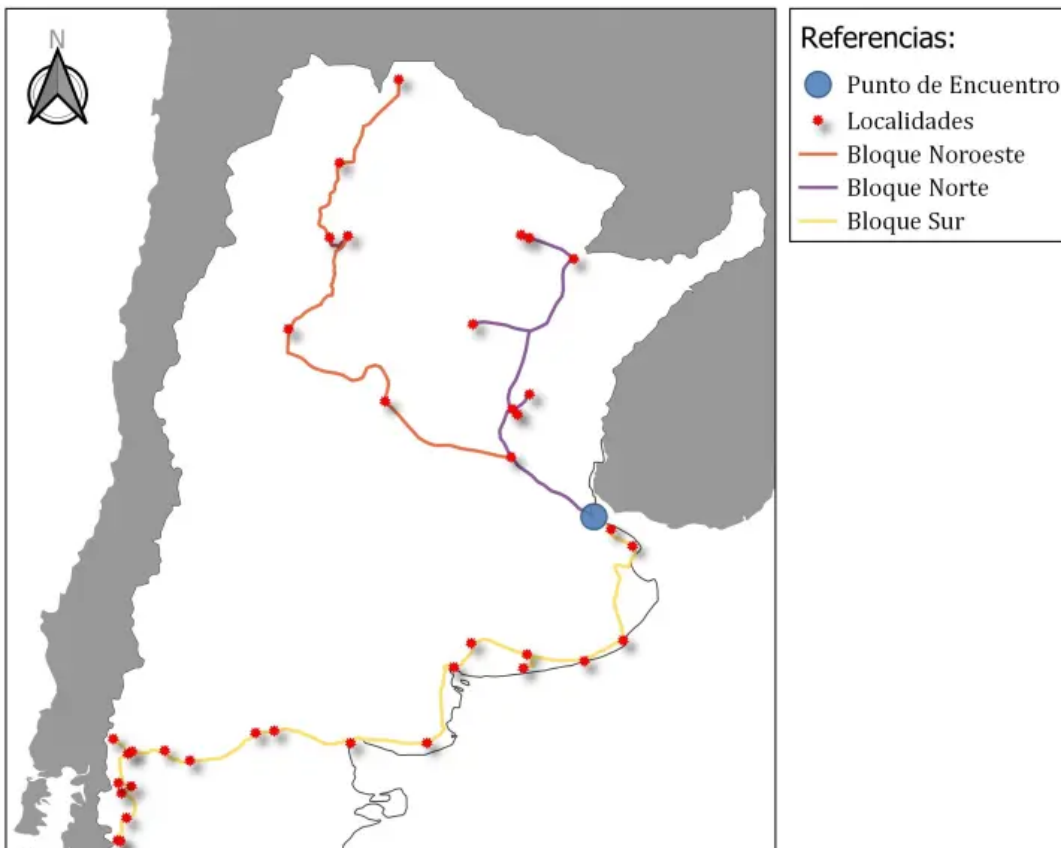 N
Referencias:
Punto de Encuentro
Localidades
Bloque Noroeste
Bloque Norte
Bloque Sur